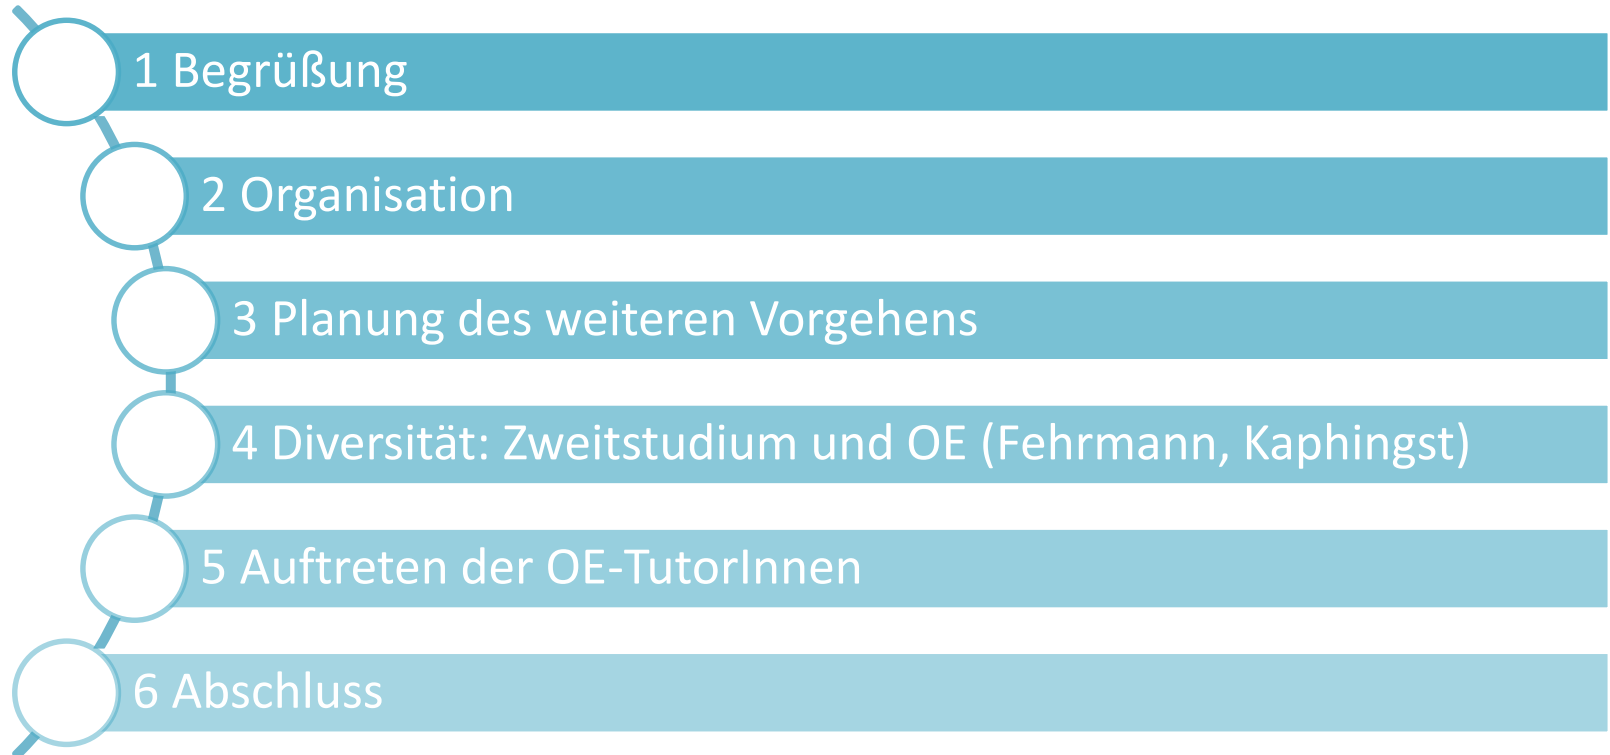 1 Begrüßung
2 Organisation
3 Planung des weiteren Vorgehens
4 Diversität: Zweitstudium und OE (Fehrmann, Kaphingst)
5 Auftreten der OE-TutorInnen
6 Abschluss